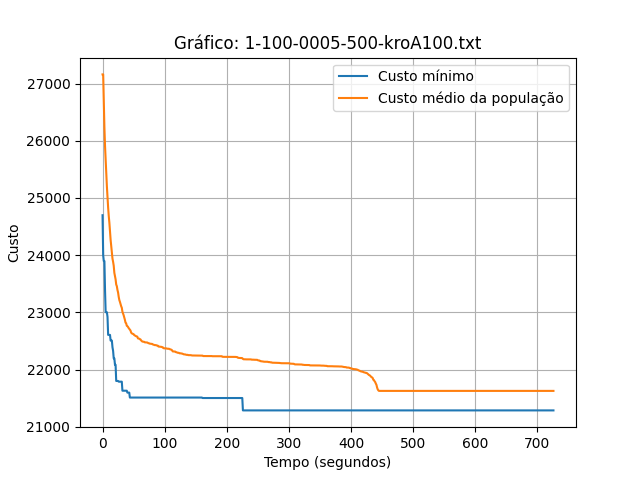 Gráfico: 1-100-0005-500-kroA100.txt
Custo mínimo
Custo médio da população
27000
26000
25000
24000
23000
22000
21000
Custo
0 100 200 300 400 500 600 700
Tempo (segundos)